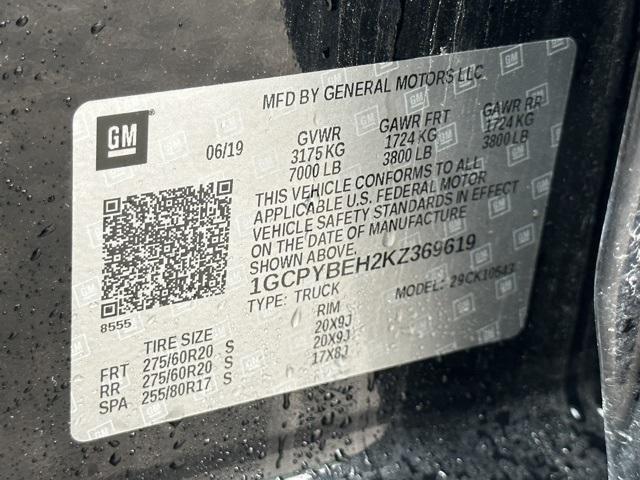 MFD BY GENERAL MOTORS LLC
GM
06/19 GVWR GAWR FRT GAWR RR
3175 KG 1724 KG 1724 KG
7000 LB 3800 LB 3800 LB
THIS VEHICLE CONFORMS TO ALL
APPLICABLE U.S. FEDERAL MOTOR
VEHICLE SAFETY STANDARDS IN EFFECT
ON THE DATE OF MANUFACTURE
SHOWN ABOVE.
1GCPYBEH2KZ369619
TYPE: TRUCK MODEL: 29CK10543
8555
TIRE SIZE RIM
FRT 275/60R20 S 20X9J
RR 275/60R20 S 20X9J
SPA 255/80R17 S 17X8J